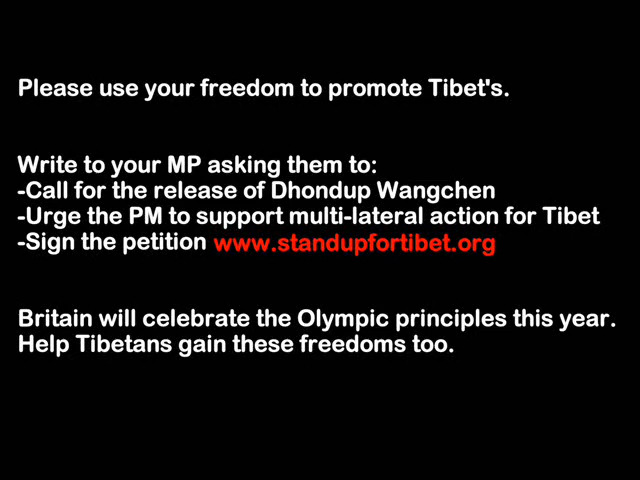 Please use your freedom to promote Tibet's.
Write to your MP asking them to:
-Call for the release of Dhondup Wangchen
-Urge the PM to support multi-lateral action for Tibet
-Sign the petition www.standupfortibet.org
Britain will celebrate the Olympic principles this year.
Help Tibetans gain these freedoms too.